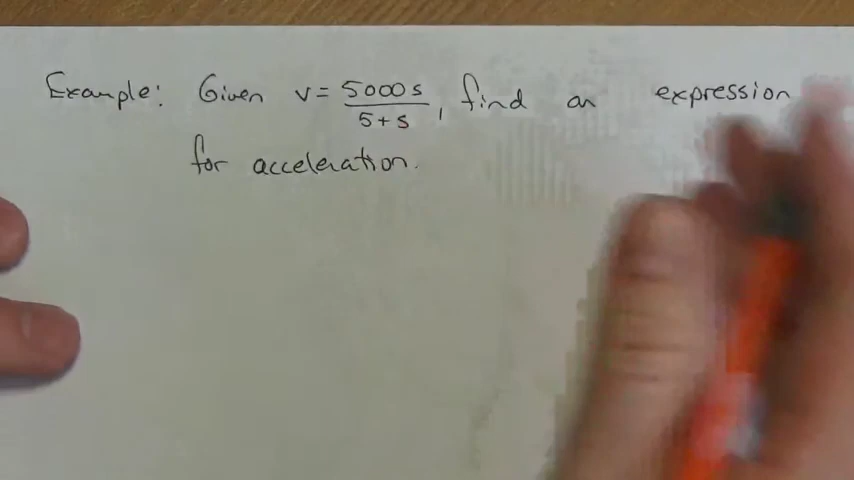 Example: Given v = 5000s / 5+s, find an expression
for acceleration.